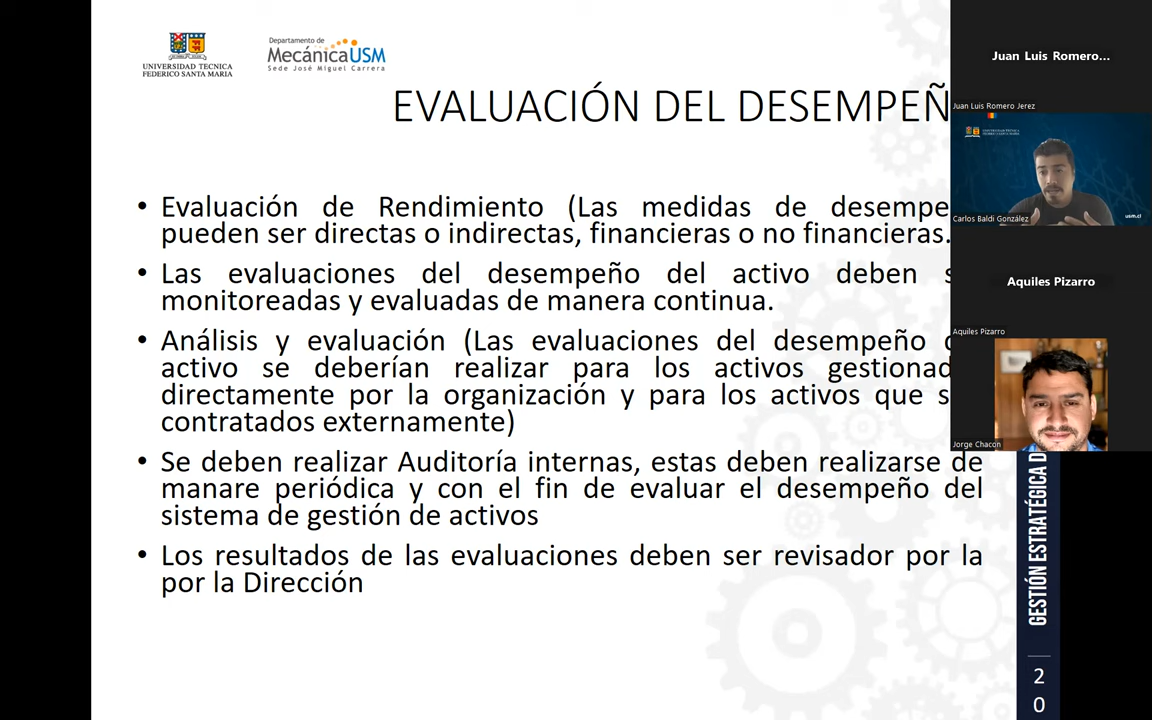 UNIVERSIDAD TECNICA
FEDERICO SANTA MARIA
Departamento de
MecánicaUSM
Sede José Miguel Carrera
EVALUACIÓN DEL DESEMPEÑ
• Evaluación de Rendimiento (Las medidas de desempe
pueden ser directas o indirectas, financieras o no financieras.
• Las evaluaciones del desempeño del activo deben s
monitoreadas y evaluadas de manera continua.
• Análisis y evaluación (Las evaluaciones del desempeño d
activo se deberían realizar para los activos gestionad
directamente por la organización y para los activos que s
contratados externamente)
• Se deben realizar Auditoría internas, estas deben realizarse de
manare periódica y con el fin de evaluar el desempeño del
sistema de gestión de activos
• Los resultados de las evaluaciones deben ser revisador por la
por la Dirección
Juan Luis Romero...
Juan Luis Romero Jerez
usm.cl
Carlos Baldi González
Aquiles Pizarro
Aquiles Pizarro
Jorge Chacon
GESTIÓN ESTRATÉGICA D
2
0